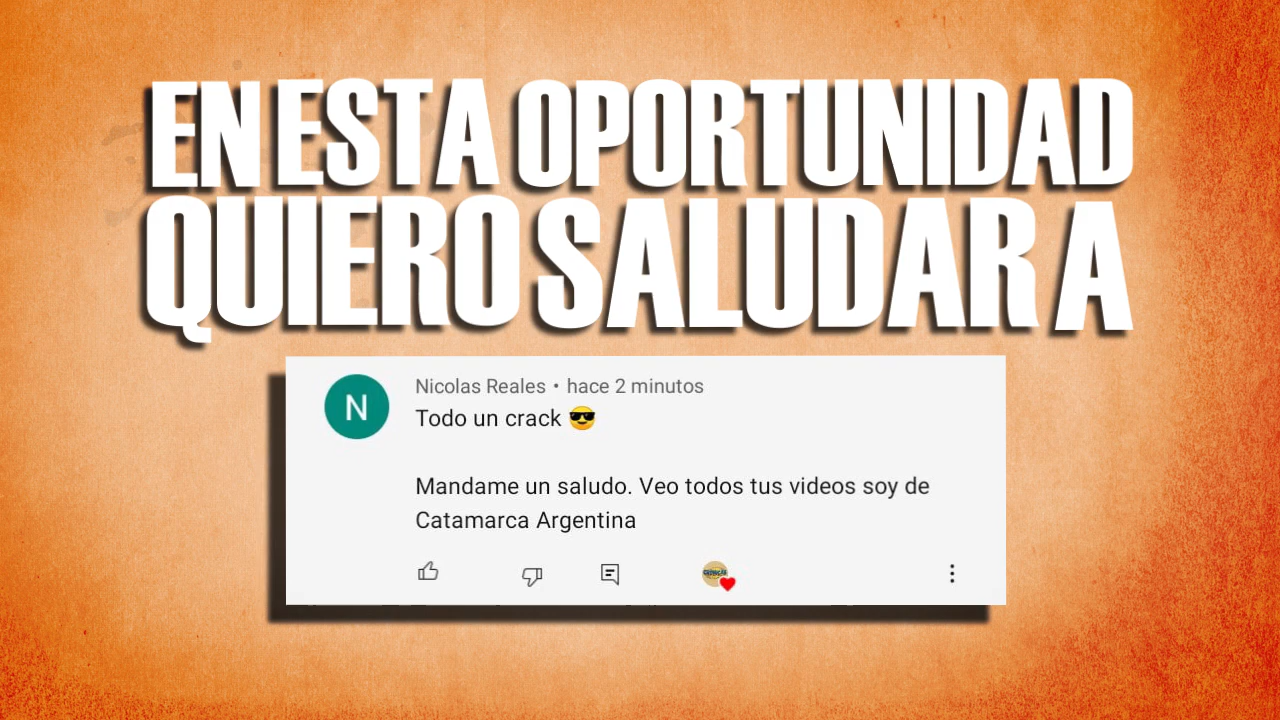 EN ESTA OPORTUNIDAD
QUIERO SALUDAR A
N
Nicolas Reales • hace 2 minutos
Todo un crack 😎
Mandame un saludo. Veo todos tus videos soy de
Catamarca Argentina